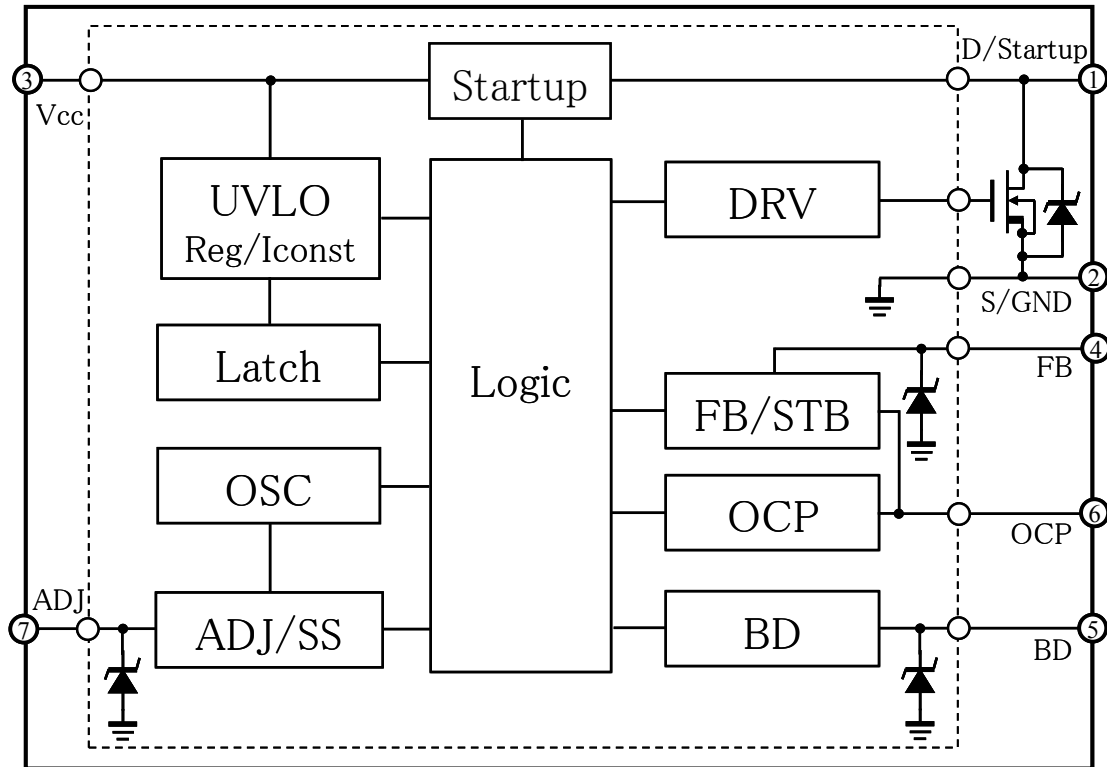 D/Startup
3
Startup
1
Vcc
UVLO
Reg/Iconst
DRV
2
S/GND
Latch
Logic
4
FB
FB/STB
OSC
OCP
6
OCP
ADJ
7
ADJ/SS
BD
5
BD